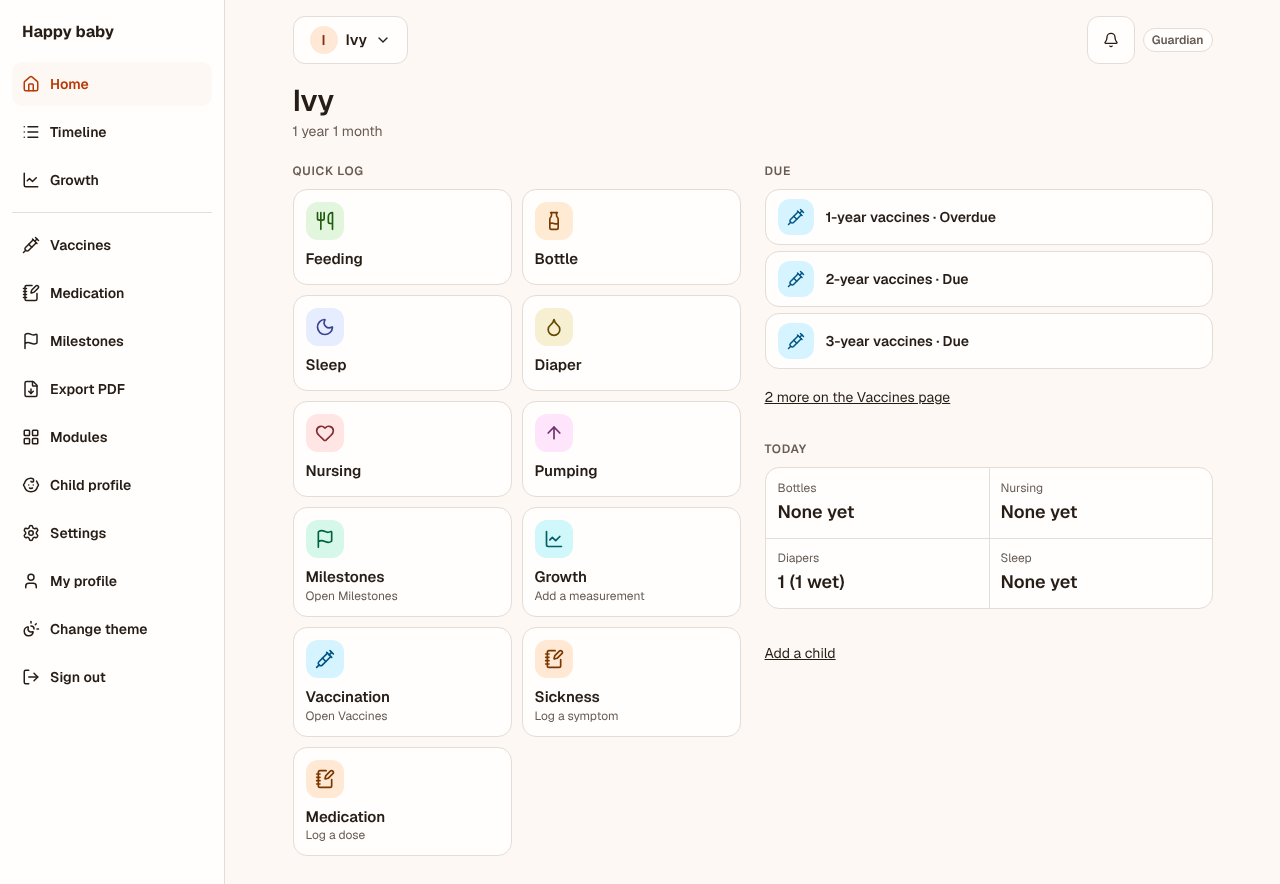 Happy baby
Home
Timeline
Growth
Vaccines
Medication
Milestones
Export PDF
Modules
Child profile
Settings
My profile
Change theme
Sign out
I Ivy
Guardian
Ivy
1 year 1 month
QUICK LOG
Feeding
Bottle
Sleep
Diaper
Nursing
Pumping
Milestones
Open Milestones
Growth
Add a measurement
Vaccination
Open Vaccines
Sickness
Log a symptom
Medication
Log a dose
DUE
1-year vaccines · Overdue
2-year vaccines · Due
3-year vaccines · Due
2 more on the Vaccines page
TODAY
Bottles
None yet
Nursing
None yet
Diapers
1 (1 wet)
Sleep
None yet
Add a child